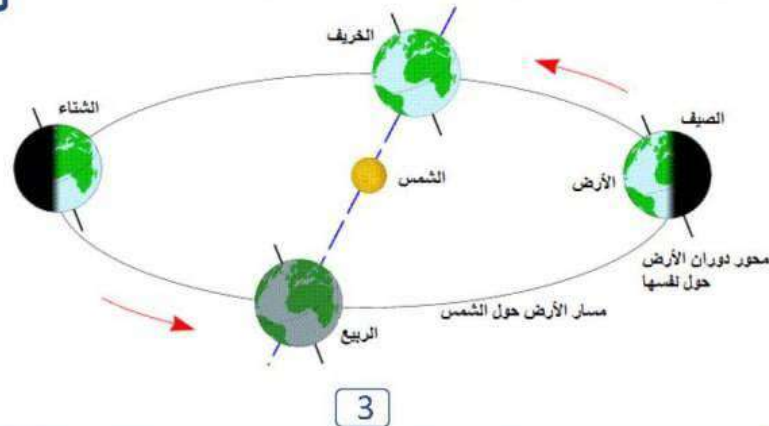 الخريف
الشتاء
الصيف
الشمس
الأرض
محور دوران الأرض
حول نفسها
مسار الأرض حول الشمس
الربيع
3